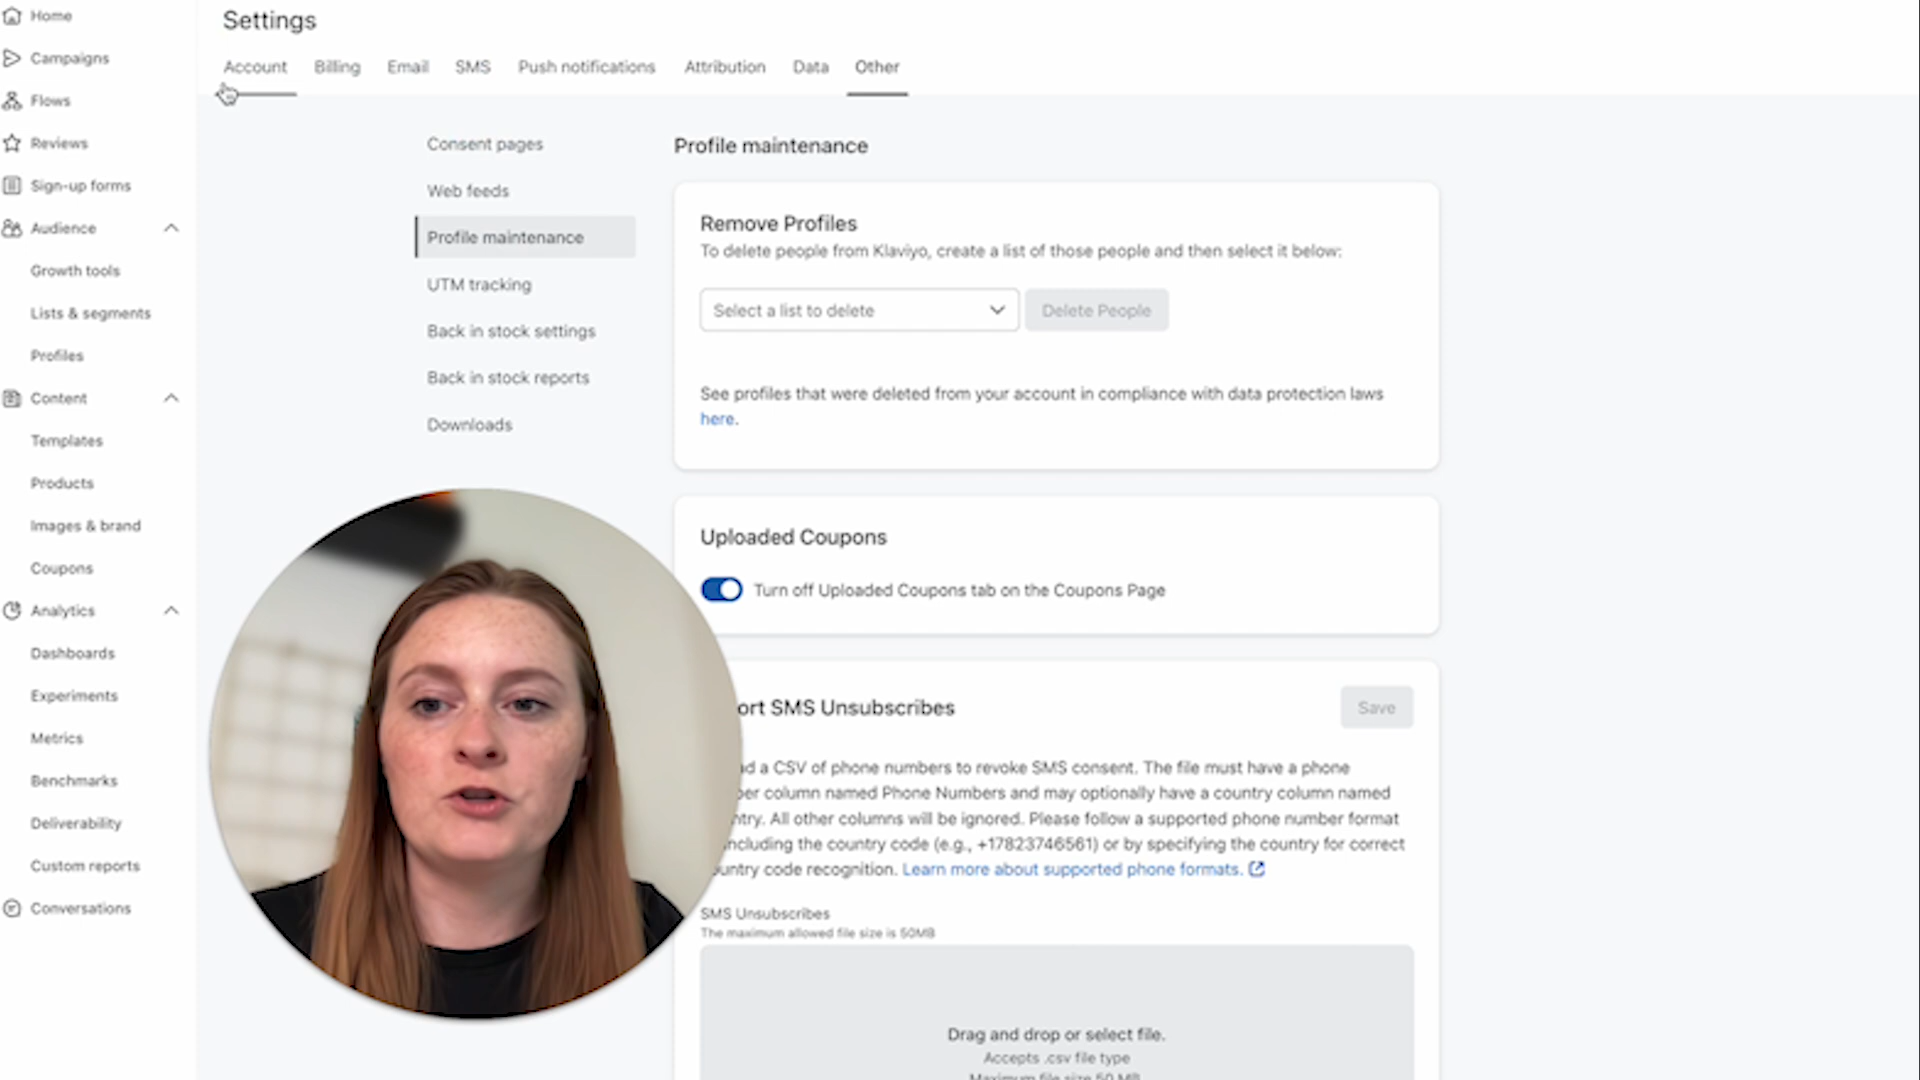 Home
Campaigns
Flows
Reviews
Sign-up forms
Audience
Growth tools
Lists & segments
Profiles
Content
Templates
Products
Images & brand
Coupons
Analytics
Dashboards
Experiments
Metrics
Benchmarks
Deliverability
Custom reports
Conversations
Settings
Account Billing Email SMS Push notifications Attribution Data Other
Consent pages
Web feeds
Profile maintenance
UTM tracking
Back in stock settings
Back in stock reports
Downloads
Profile maintenance
Remove Profiles
To delete people from Klaviyo, create a list of those people and then select it below:
Select a list to delete
Delete People
See profiles that were deleted from your account in compliance with data protection laws
here.
Uploaded Coupons
Turn off Uploaded Coupons tab on the Coupons Page
ort SMS Unsubscribes
Save
a CSV of phone numbers to revoke SMS consent. The file must have a phone
column named Phone Numbers and may optionally have a country column named
All other columns will be ignored. Please follow a supported phone number format
including the country code (e.g., +17823746561) or by specifying the country for correct
untry code recognition. Learn more about supported phone formats.
SMS Unsubscribes
The maximum allowed file size is 50MB
Drag and drop or select file.
Accepts .csv file type
Maximum file size 50 MB